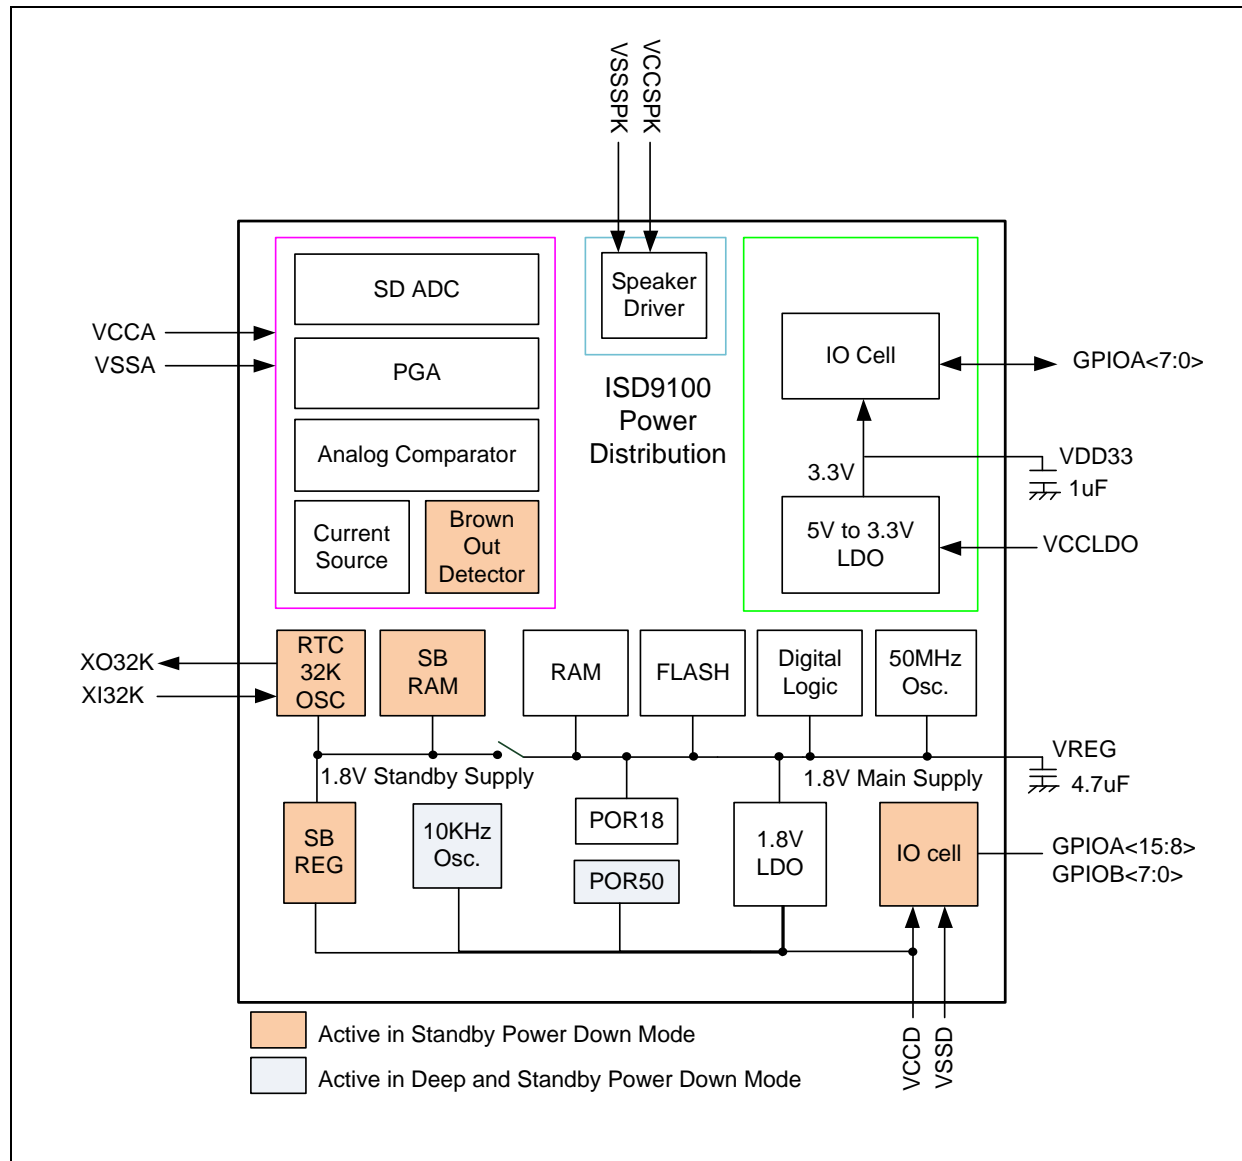 VSSSPK
VCCSPK
SD ADC
Speaker
Driver
VCCA
VSSA
PGA
IO Cell
GPIOA<7:0>
ISD9100
Power
Distribution
Analog Comparator
3.3V
VDD33
1uF
Current
Source
Brown
Out
Detector
5V to 3.3V
LDO
VCCLDO
XO32K
XI32K
RTC
32K
OSC
SB
RAM
RAM
FLASH
Digital
Logic
50MHz
Osc.
1.8V Standby Supply
1.8V Main Supply
VREG
4.7uF
SB
REG
10KHz
Osc.
POR18
POR50
1.8V
LDO
IO cell
GPIOA<15:8>
GPIOB<7:0>
VCCD
VSSD
Active in Standby Power Down Mode
Active in Deep and Standby Power Down Mode